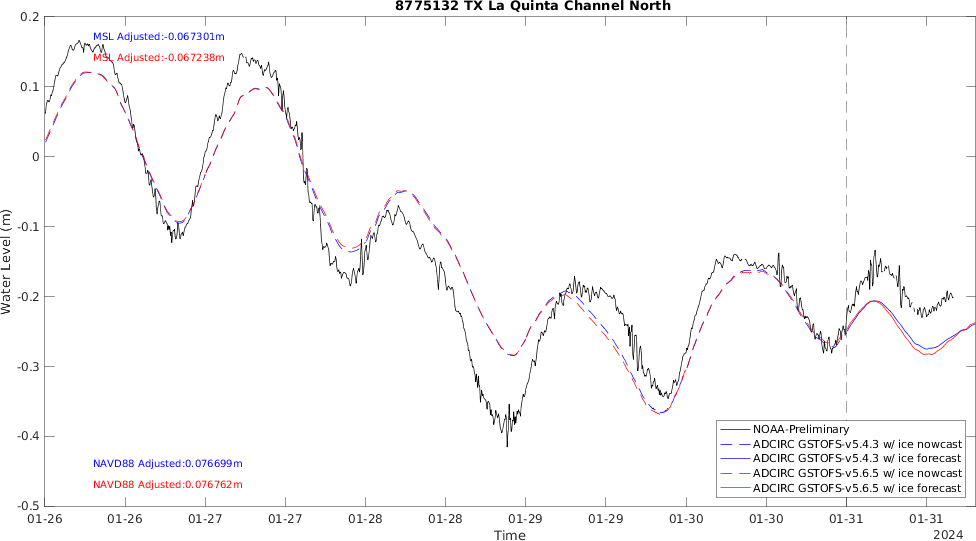 8775132 TX La Quinta Channel North
0.2
MSL Adjusted:-0.067301m
MSL Adjusted:-0.067238m
0.1
0
-0.1
Water Level (m)
-0.2
-0.3
-0.4
NOAA-Preliminary
ADCIRC GSTOFS-v5.4.3 w/ ice nowcast
ADCIRC GSTOFS-v5.4.3 w/ ice forecast
ADCIRC GSTOFS-v5.6.5 w/ ice nowcast
ADCIRC GSTOFS-v5.6.5 w/ ice forecast
NAVD88 Adjusted:0.076699m
NAVD88 Adjusted:0.076762m
-0.5
01-26 01-26 01-27 01-27 01-28 01-28 01-29 01-29 01-30 01-30 01-31 01-31
Time
2024